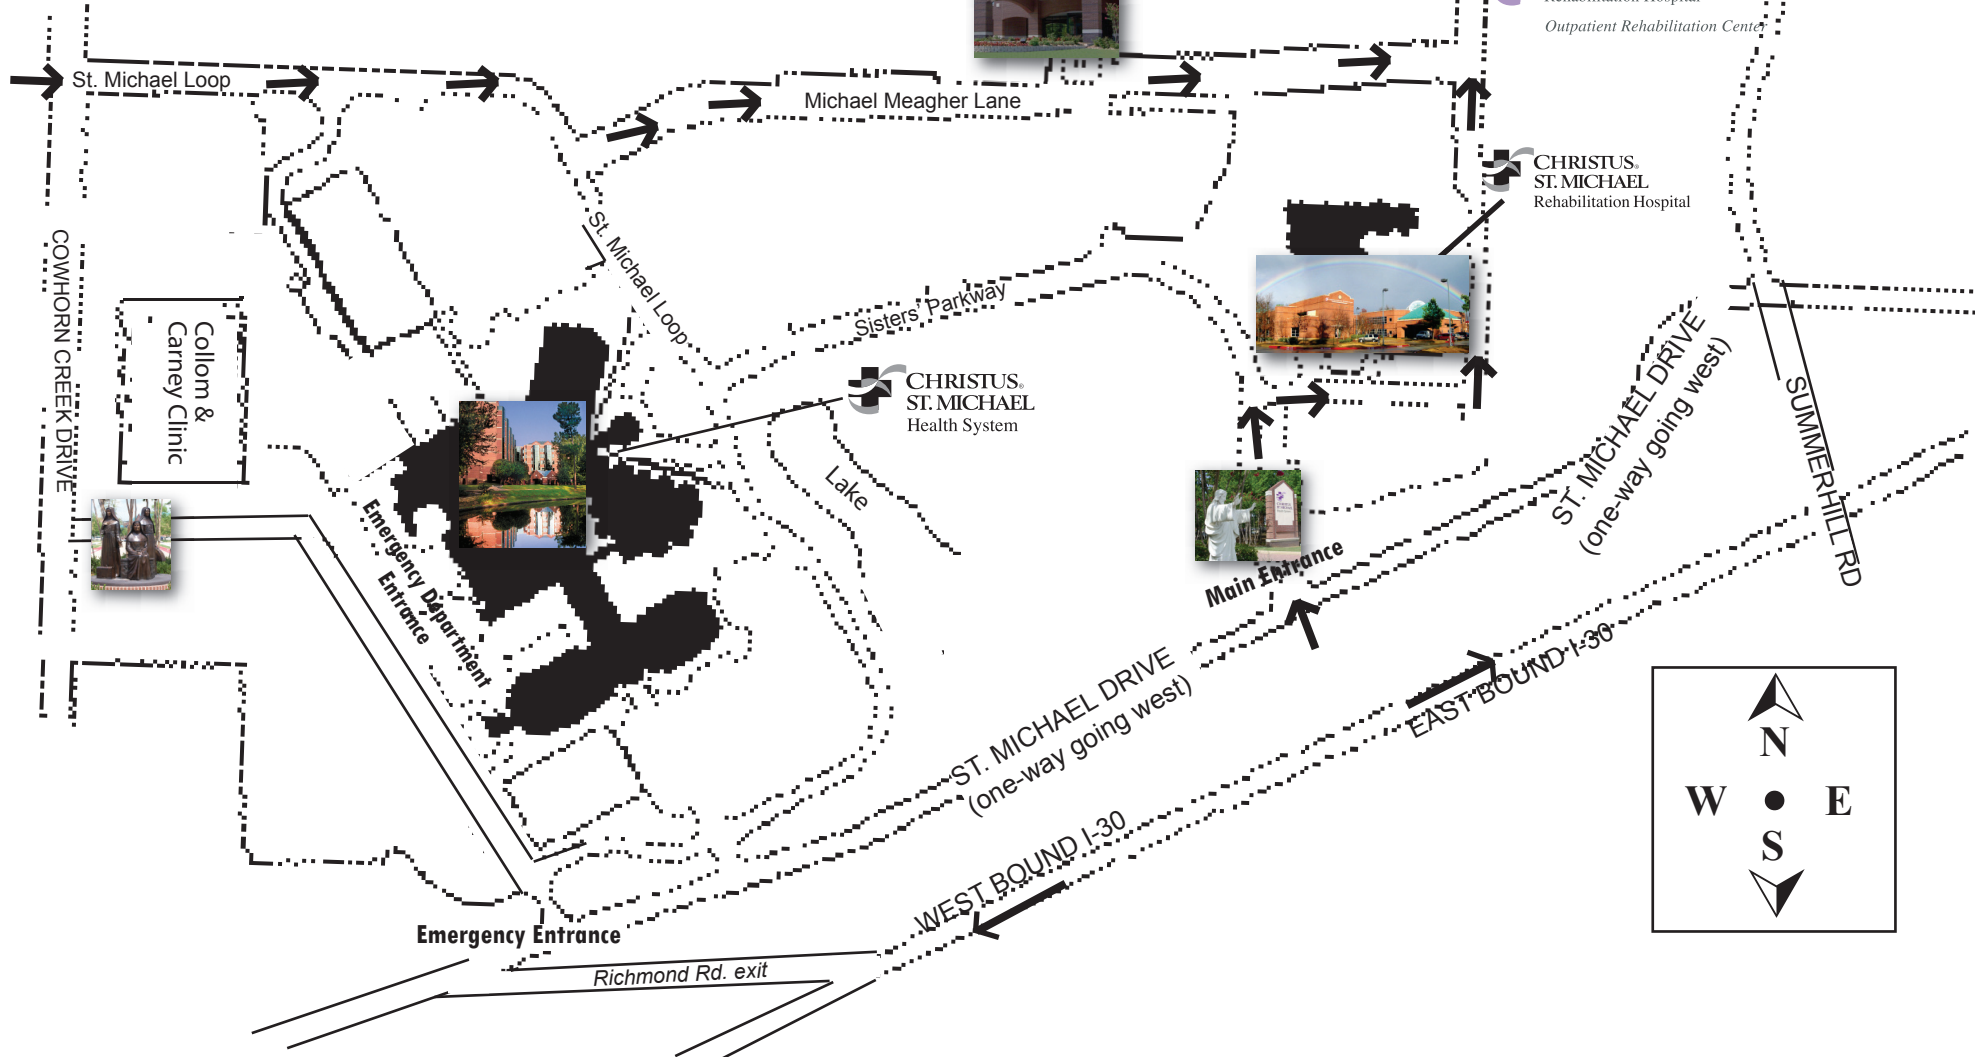 Outpatient Rehabilitation Center
St. Michael Loop
Michael Meagher Lane
CHRISTUS®
ST. MICHAEL
Rehabilitation Hospital
COWHORN CREEK DRIVE
St. Michael Loop
Collom &
Carney Clinic
Sisters' Parkway
CHRISTUS®
ST. MICHAEL
Health System
Lake
ST. MICHAEL DRIVE
(one-way going west)
SUMMERHILL RD
Emergency Department
Entrance
Main Entrance
ST. MICHAEL DRIVE
(one-way going west)
EAST BOUND I-30
WEST BOUND I-30
N
W E
S
Emergency Entrance
Richmond Rd. exit